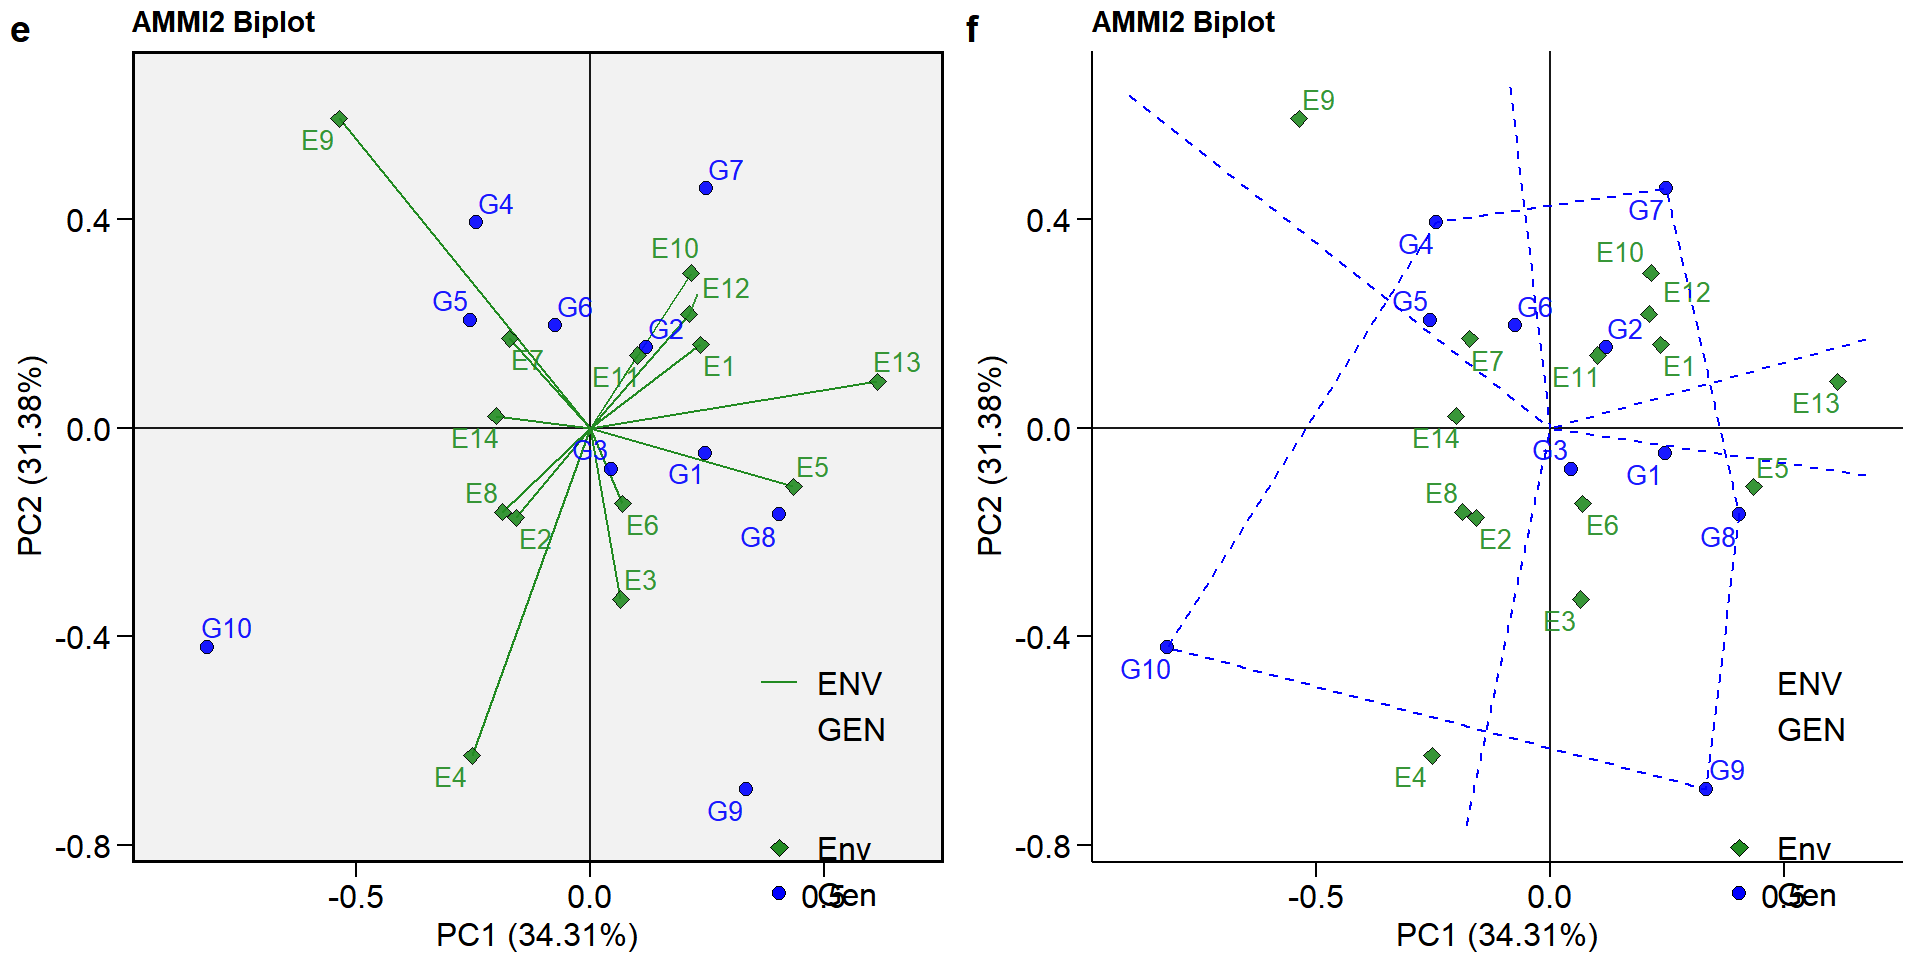 e
AMMI2 Biplot
E9
G7
G4
E10
E12
G5
G6
G2
E7
E11
E1
E13
E14
G3
G1
E5
E8
E2
E6
G8
E3
G10
E4
G9
ENV
GEN
Env
Gen
0.4
0.0
-0.4
-0.8
-0.5
0.0
0.5
PC1 (34.31%)
PC2 (31.38%)
f
AMMI2 Biplot
E9
G7
G4
E10
E12
G5
G6
G2
E7
E11
E1
E13
E14
G3
G1
E5
E8
E2
E6
G8
E3
G10
E4
G9
ENV
GEN
Env
Gen
0.4
0.0
-0.4
-0.8
-0.5
0.0
0.5
PC1 (34.31%)
PC2 (31.38%)